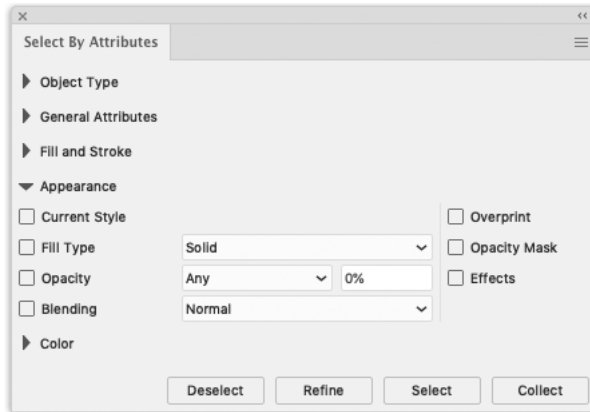 Select By Attributes
Object Type
General Attributes
Fill and Stroke
Appearance
Current Style Overprint
Fill Type Solid Opacity Mask
Opacity Any 0% Effects
Blending Normal
Color
Deselect Refine Select Collect